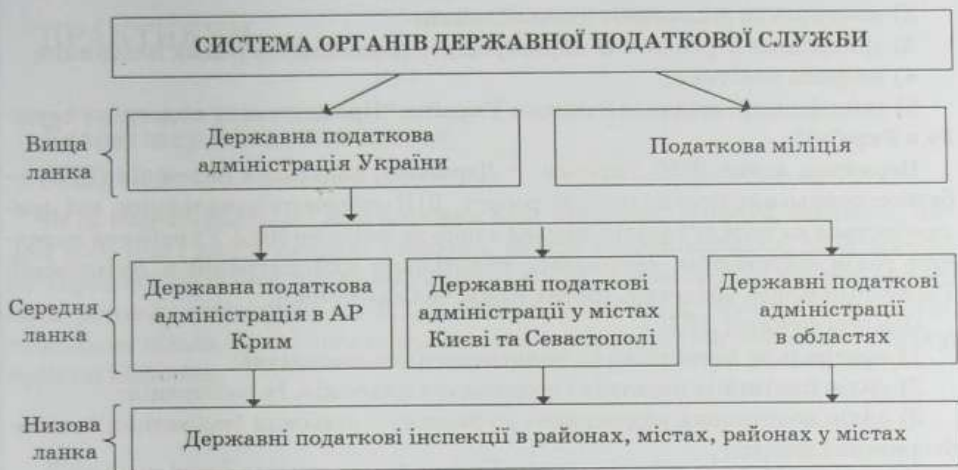 СИСТЕМА ОРГАНІВ ДЕРЖАВНОЇ ПОДАТКОВОЇ СЛУЖБИ
Вища
ланка
Державна податкова
адміністрація України
Податкова міліція
Середня
ланка
Державна податкова
адміністрація в АР
Крим
Державні податкові
адміністрації у містах
Києві та Севастополі
Державні податкові
адміністрації
в областях
Низова
ланка
Державні податкові інспекції в районах, містах, районах у містах